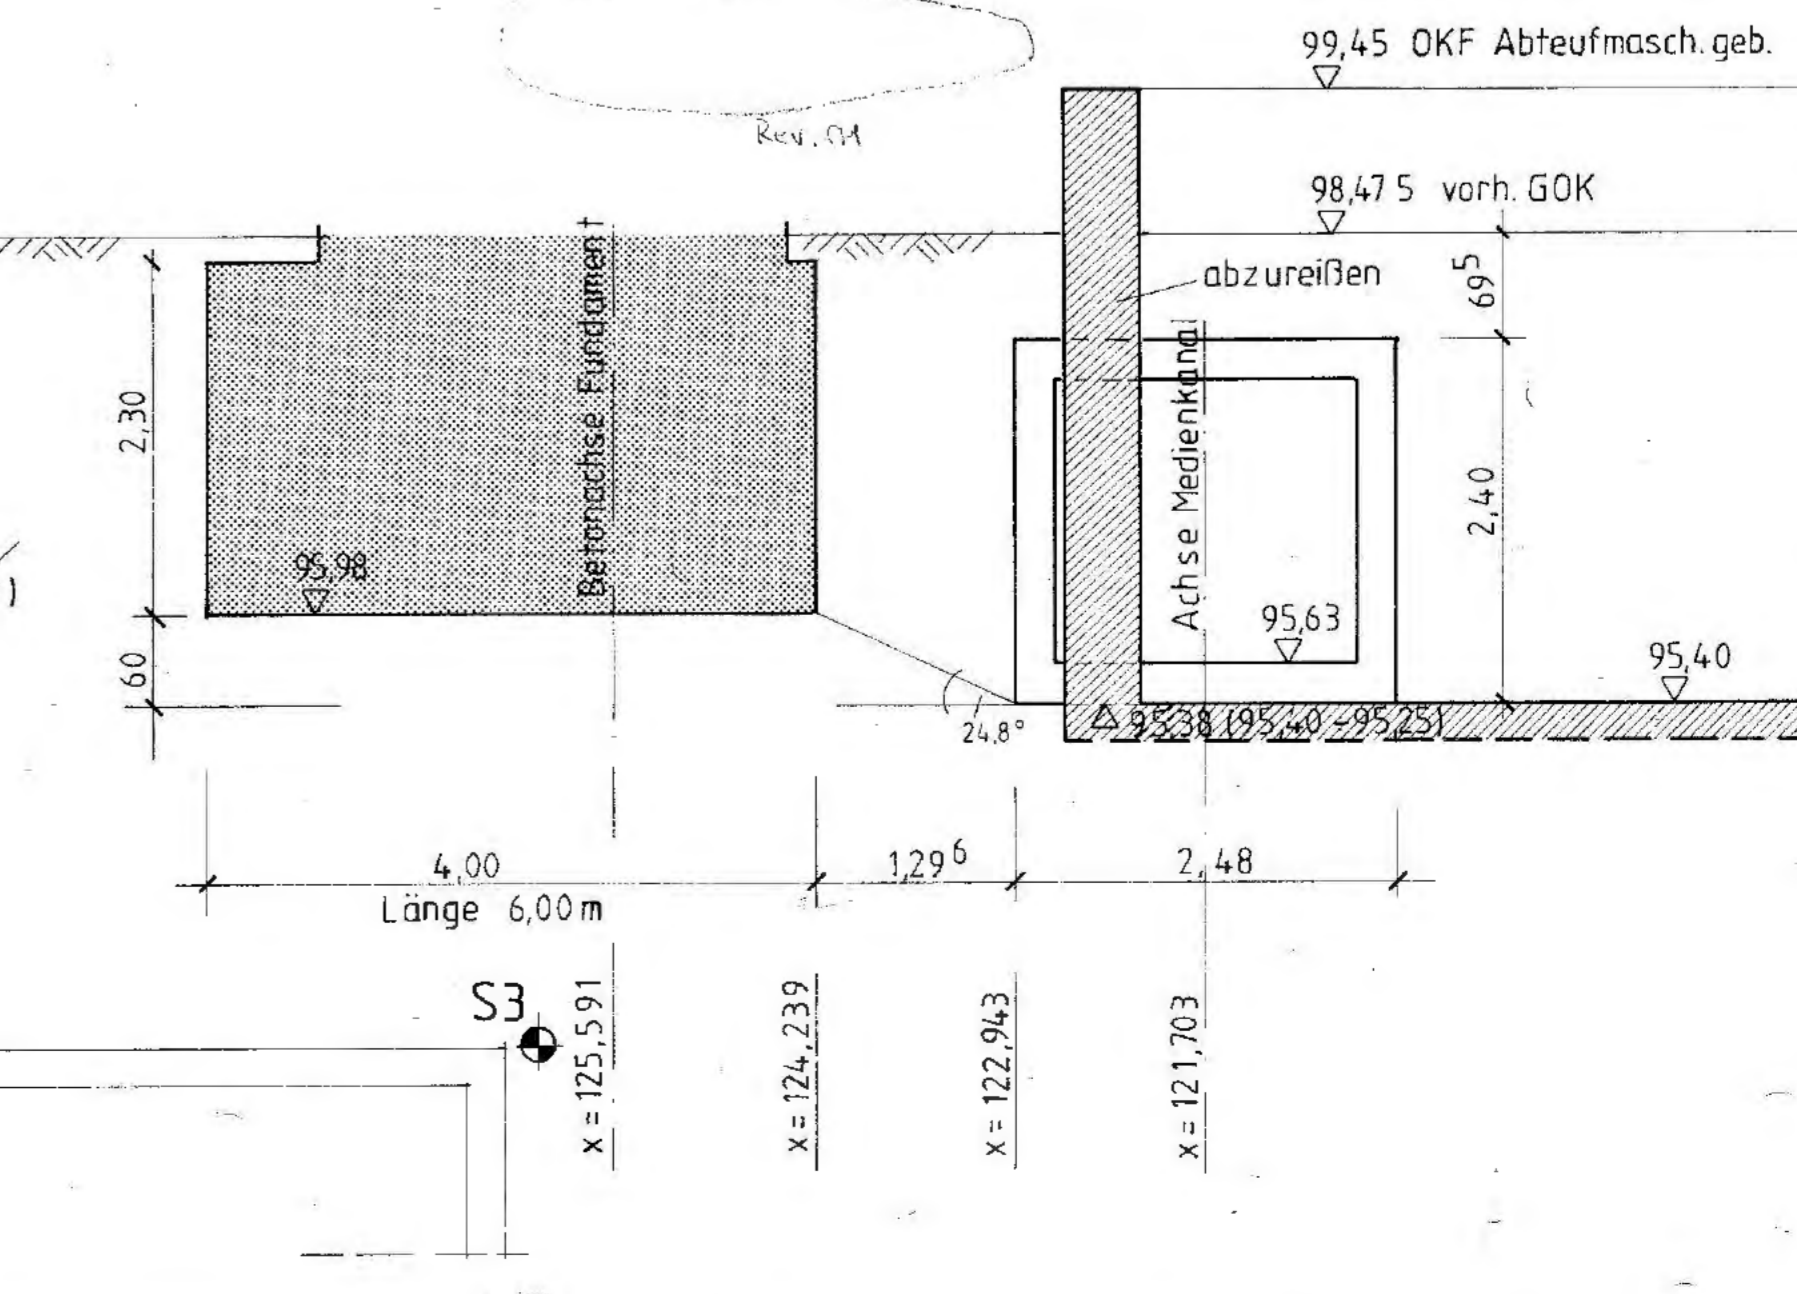 99,45 OKF Abteufmasch. geb.
Rev. 01
98,47 5 vorh. GOK
abzureißen
69⁵
2,30
Betonachse Fundament
Achse Medienkanal
2,40
95,98
95,63
95,40
60
24,8°
95,38 (95,40 -95,25)
4,00
1,29⁶
2,48
Länge 6,00m
S3
x = 125,591
x = 124,239
x = 122,943
x = 121,703